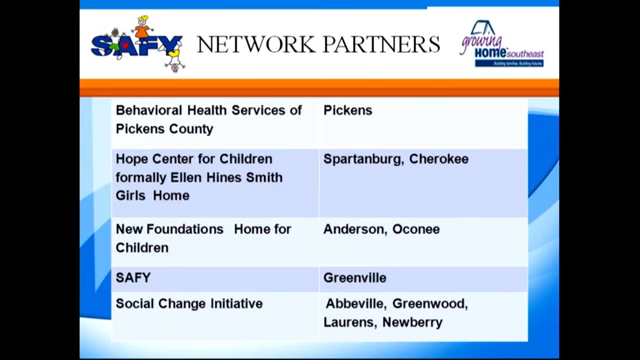 SAFY NETWORK PARTNERS
growing
HOME southeast
Building families. Building futures.
Behavioral Health Services of Pickens
Pickens County
Hope Center for Children Spartanburg, Cherokee
formally Ellen Hines Smith
Girls Home
New Foundations Home for Anderson, Oconee
Children
SAFY Greenville
Social Change Initiative Abbeville, Greenwood,
Laurens, Newberry